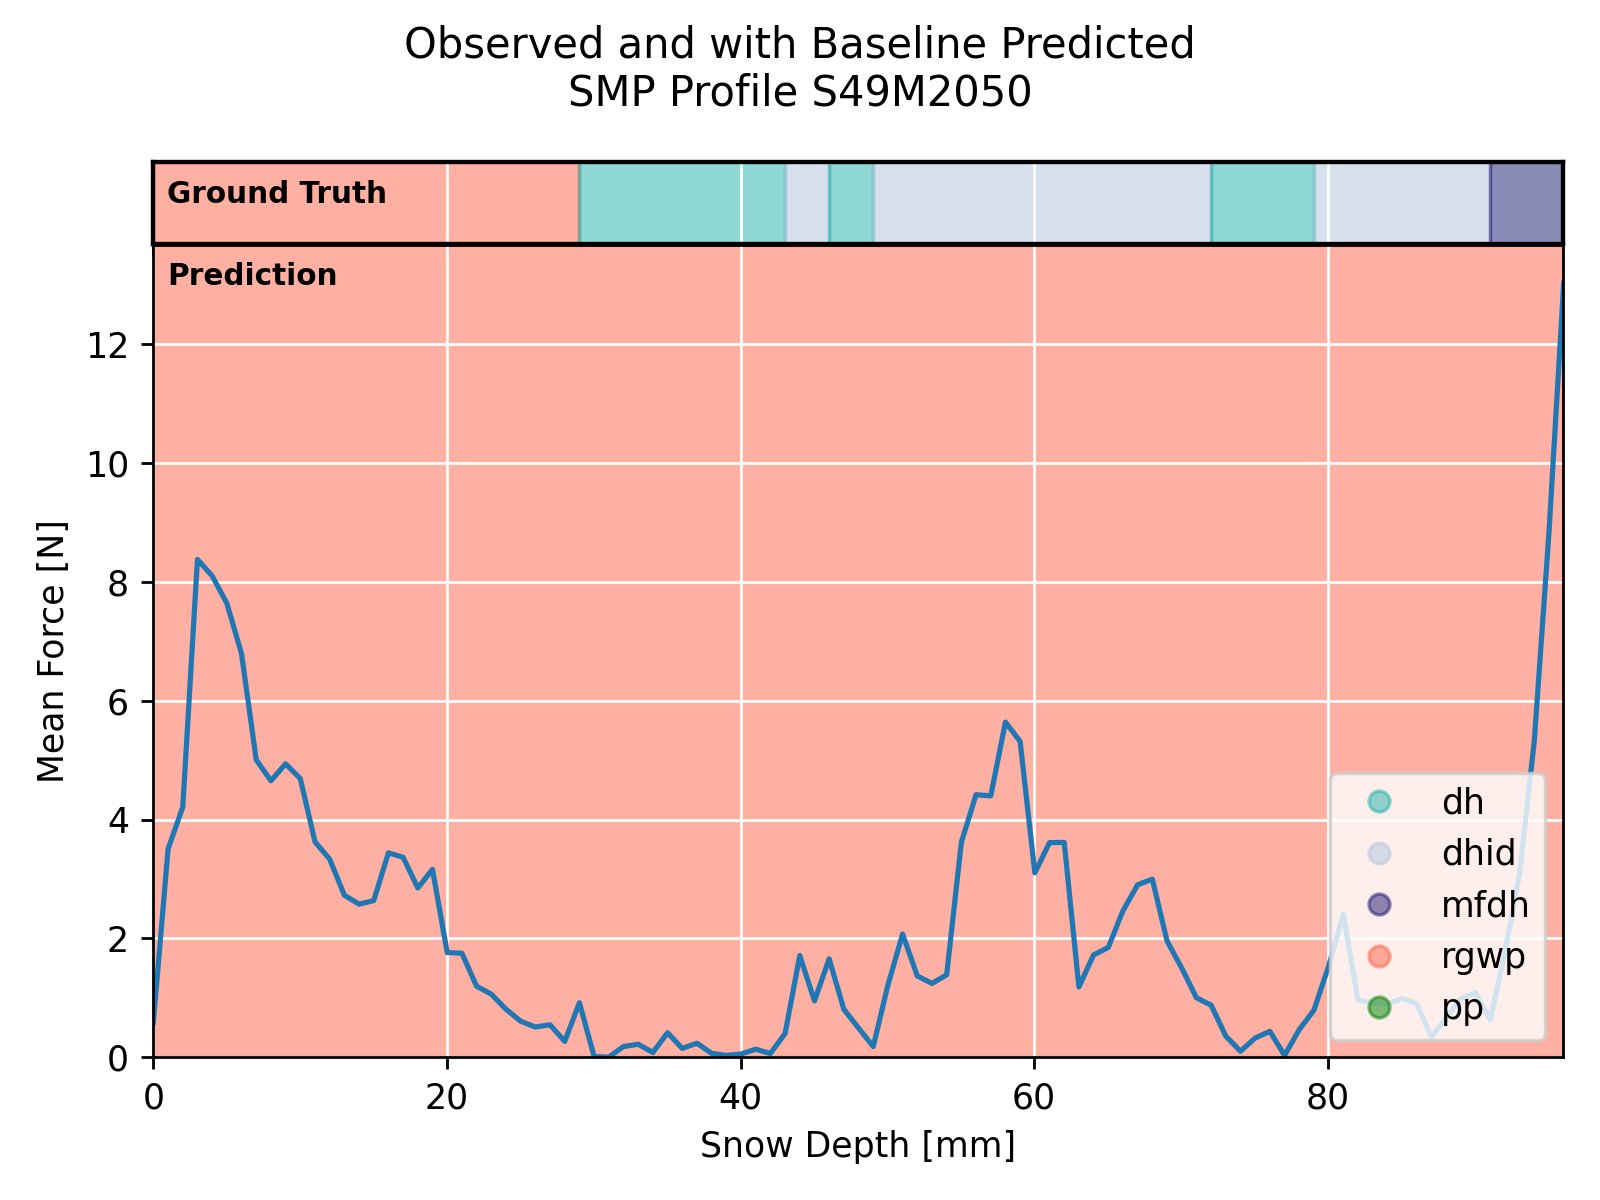 Observed and with Baseline Predicted
SMP Profile S49M2050
Ground Truth
Prediction
12
10
8
6
4
2
0
Mean Force [N]
0 20 40 60 80
Snow Depth [mm]
dh
dhid
mfdh
rgwp
pp